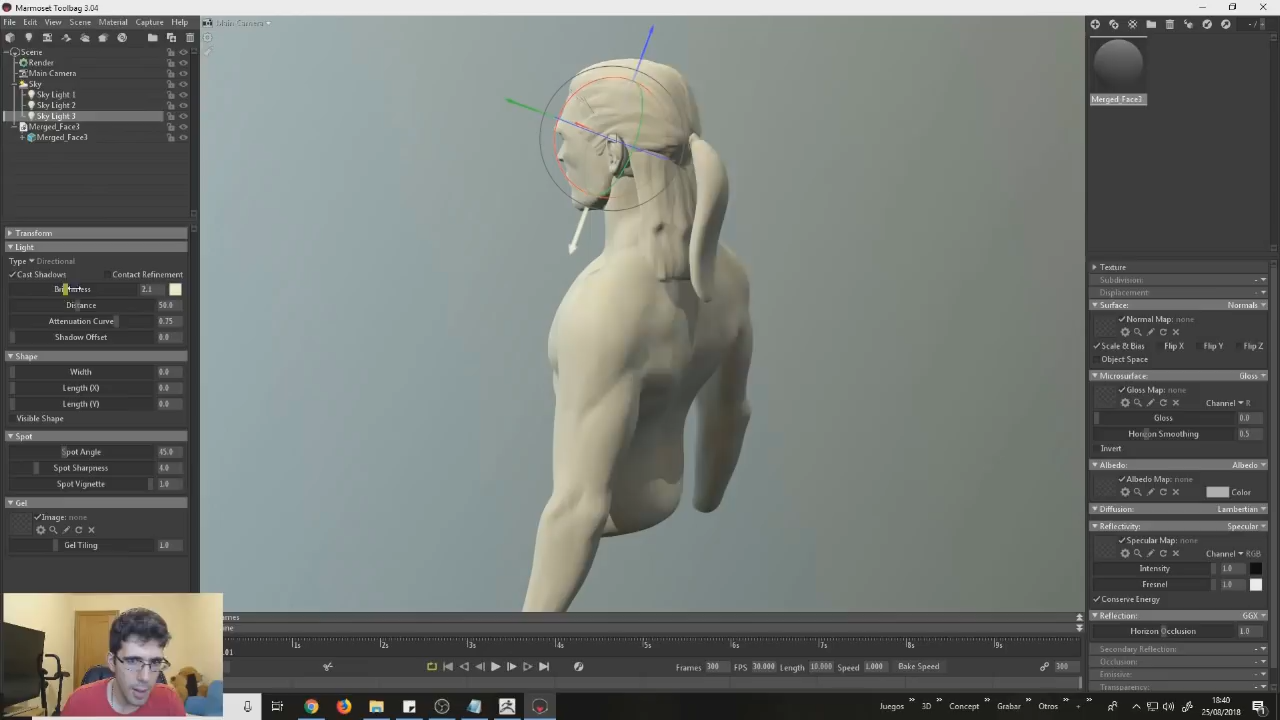 Marmoset Toolbag 3.04
File Edit View Scene Material Capture Help
Main Camera
Scene
Render
Main Camera
Sky
Sky Light 1
Sky Light 2
Sky Light 3
Merged_Face3
Merged_Face3
Merged_Face3
Transform
Light
Type Directional
Cast Shadows Contact Refinement
Brightness 2.1
Distance 50.0
Attenuation Curve 0.75
Shadow Offset 0.0
Shape
Width 0.0
Length (X) 0.0
Length (Y) 0.0
Visible Shape
Spot
Spot Angle 45.0
Spot Sharpness 4.0
Spot Vignette 1.0
Gel
Image: none
Gel Tiling 1.0
Texture
Subdivision:
Displacement:
Surface: Normals
Normal Map: none
Scale & Bias Flip X Flip Y Flip Z
Object Space
Microsurface: Gloss
Gloss Map: none
Channel R
Gloss 0.0
Horizon Smoothing 0.5
Invert
Albedo: Albedo
Albedo Map: none
Color
Diffusion: Lambertian
Reflectivity: Specular
Specular Map: none
Channel RGB
Intensity 1.0
Fresnel 1.0
Conserve Energy
Reflection: GGX
Horizon Occlusion 1.0
Secondary Reflection:
Occlusion:
Emissive:
Transparency:
1s 2s 3s 4s 5s 6s 7s 8s 9s
Frames 300 FPS 30.000 Length 10.000 Speed 1.000 Bake Speed 300
Juegos 3D Concept Grabar Otros
18:40
25/08/2018